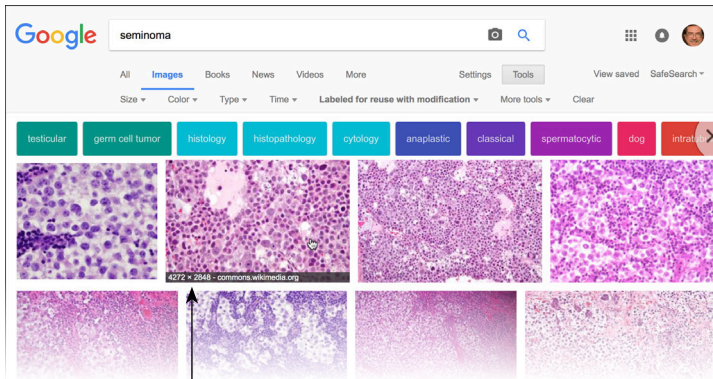 Google
seminoma
All Images Books News Videos More Settings Tools View saved SafeSearch
Size Color Type Time Labeled for reuse with modification More tools Clear
testicular germ cell tumor histology histopathology cytology anaplastic classical spermatocytic dog
4272 × 2848 - commons.wikimedia.org